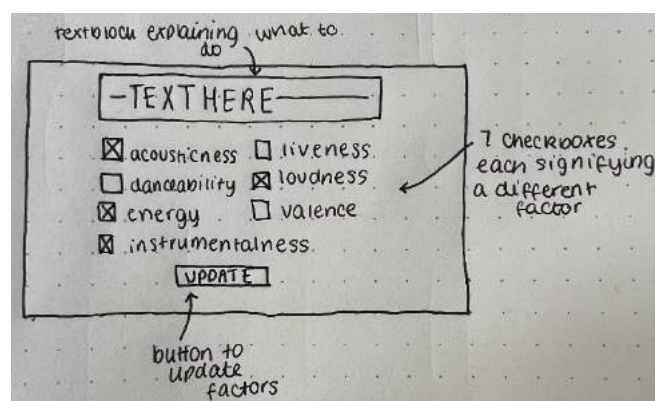 textblock explaining what to
do
-TEXT HERE-
acousticness liveness
danceability loudness
energy valence
instrumentalness
UPDATE
7 checkboxes
each signifying
a different
factor
button to
update
factors